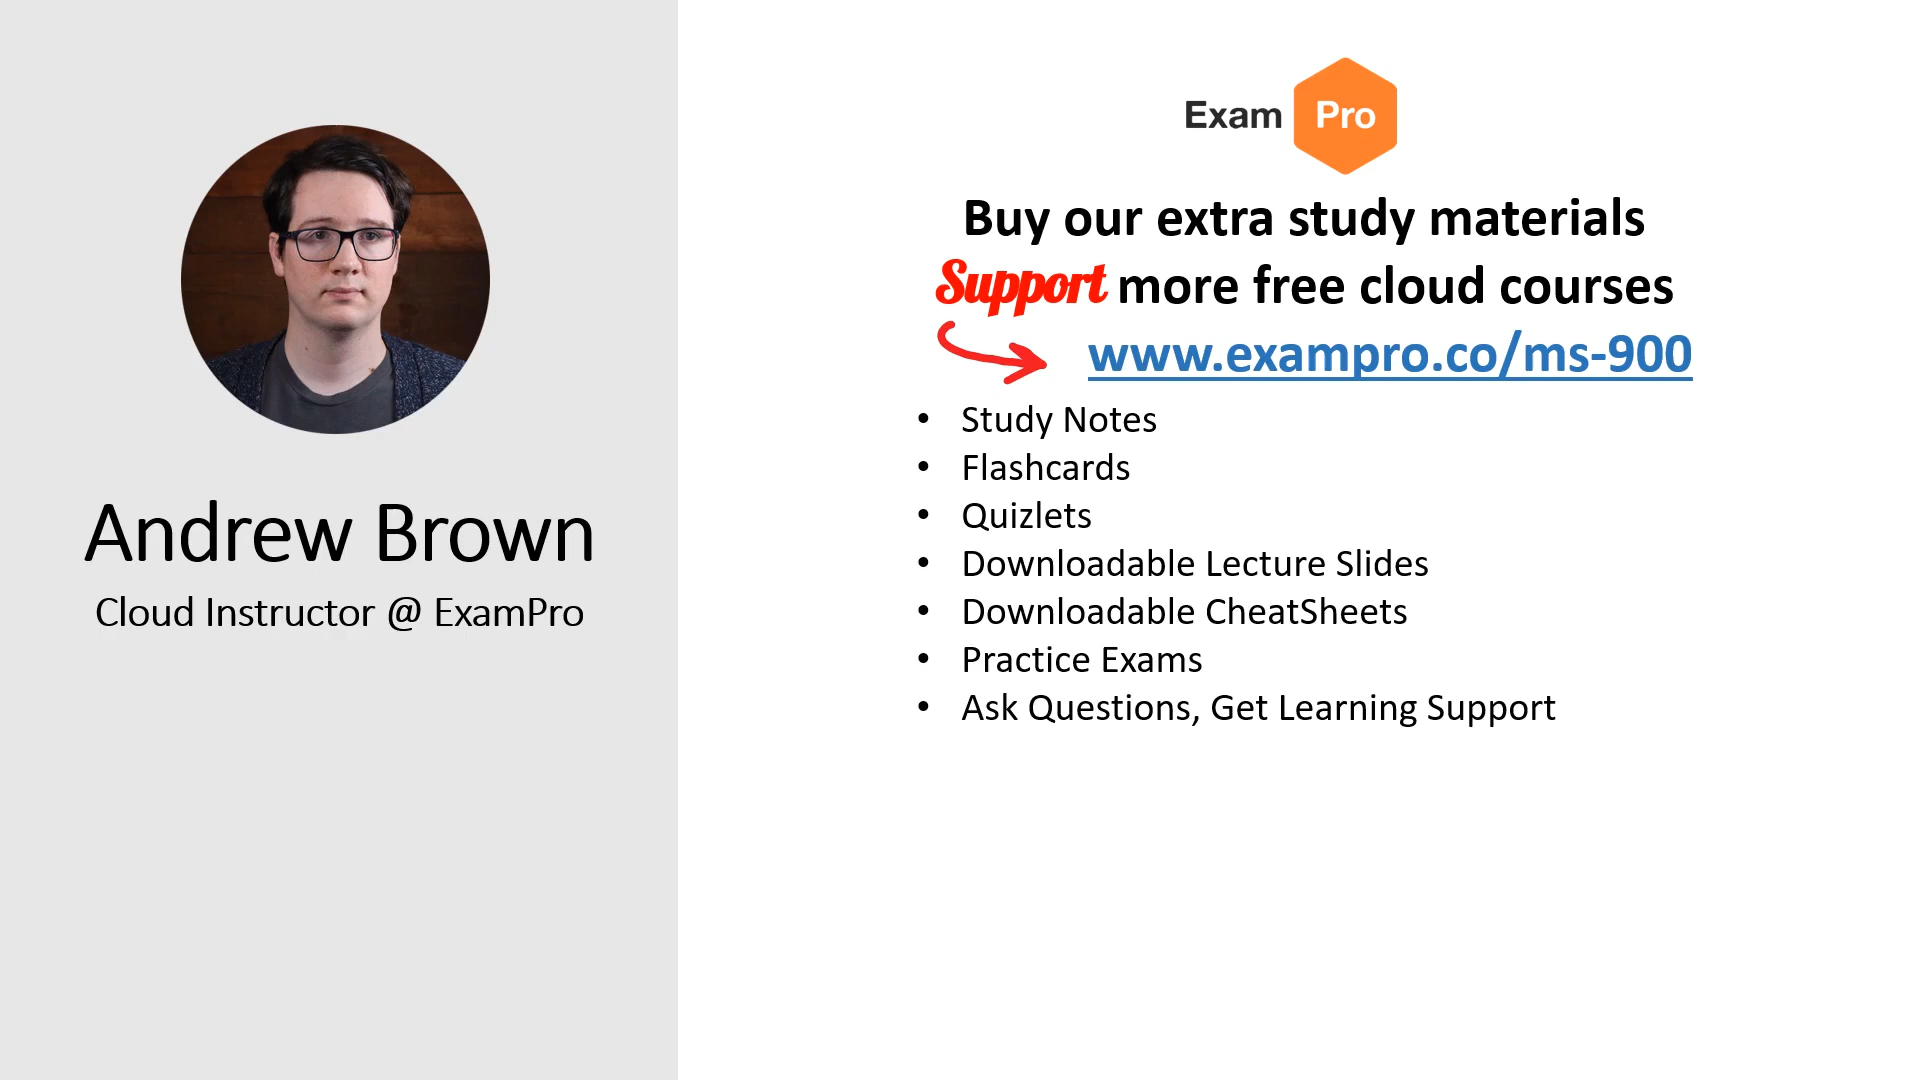 Andrew Brown
Cloud Instructor @ ExamPro
Exam Pro
Buy our extra study materials
Support more free cloud courses
www.exampro.co/ms-900
• Study Notes
• Flashcards
• Quizlets
• Downloadable Lecture Slides
• Downloadable CheatSheets
• Practice Exams
• Ask Questions, Get Learning Support